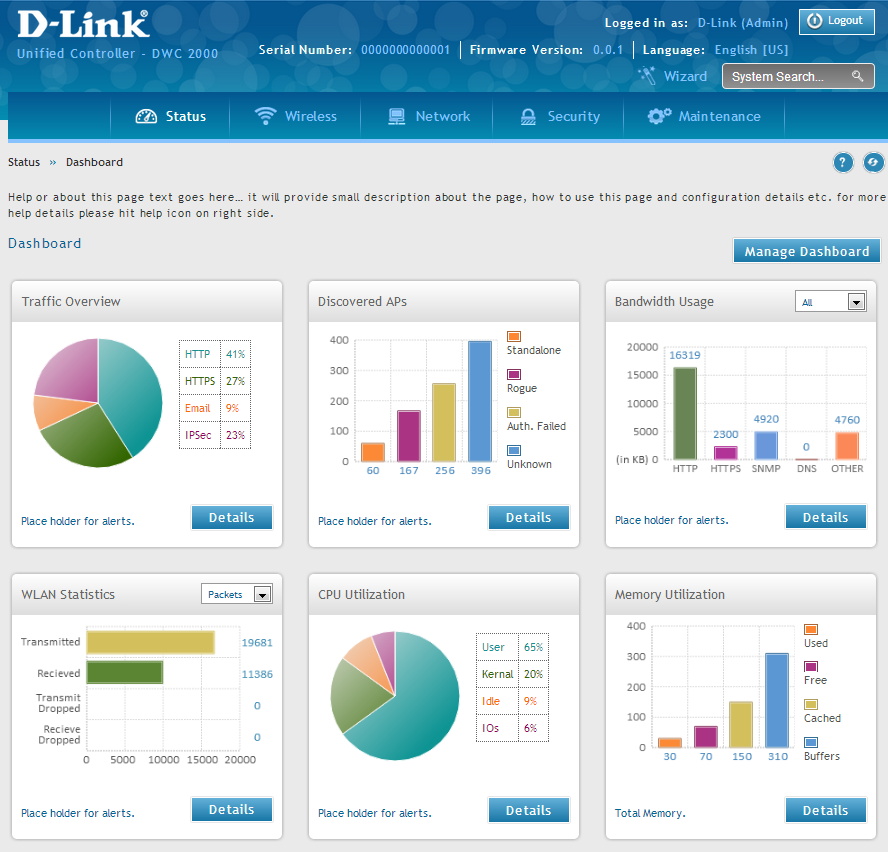 D-Link®
Logged in as: D-Link (Admin)
Logout
Unified Controller - DWC 2000
Serial Number: 0000000000001 Firmware Version: 0.0.1 Language: English [US]
Wizard
System Search...
Status
Wireless
Network
Security
Maintenance
Status » Dashboard
?
Help or about this page text goes here... it will provide small description about the page, how to use this page and configuration details etc. for more
help details please hit help icon on right side.
Dashboard
Manage Dashboard
Traffic Overview
HTTP 41%
HTTPS 27%
Email 9%
IPSec 23%
Place holder for alerts.
Details
Discovered APs
400
300
200
100
0
60 167 256 396
Standalone
Rogue
Auth. Failed
Unknown
Place holder for alerts.
Details
Bandwidth Usage
All
20000
15000
10000
5000
(in KB) 0
16319
2300
4920
0
4760
HTTP HTTPS SNMP DNS OTHER
Place holder for alerts.
Details
WLAN Statistics
Packets
Transmitted 19681
Recieved 11386
Transmit
Dropped 0
Recieve
Dropped 0
0 5000 10000 15000 20000
Place holder for alerts.
Details
CPU Utilization
User 65%
Kernal 20%
Idle 9%
IOs 6%
Place holder for alerts.
Details
Memory Utilization
400
300
200
100
0
30 70 150 310
Used
Free
Cached
Buffers
Total Memory.
Details